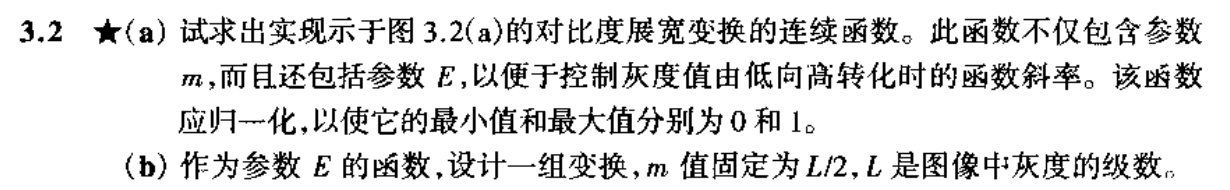 3.2 ★(a) 试求出实现示于图 3.2(a)的对比度展宽变换的连续函数。此函数不仅包含参数
m,而且还包括参数 E,以便于控制灰度值由低向高转化时的函数斜率。该函数
应归一化,以使它的最小值和最大值分别为 0 和 1。
(b) 作为参数 E 的函数,设计一组变换,m 值固定为 L/2, L 是图像中灰度的级数。